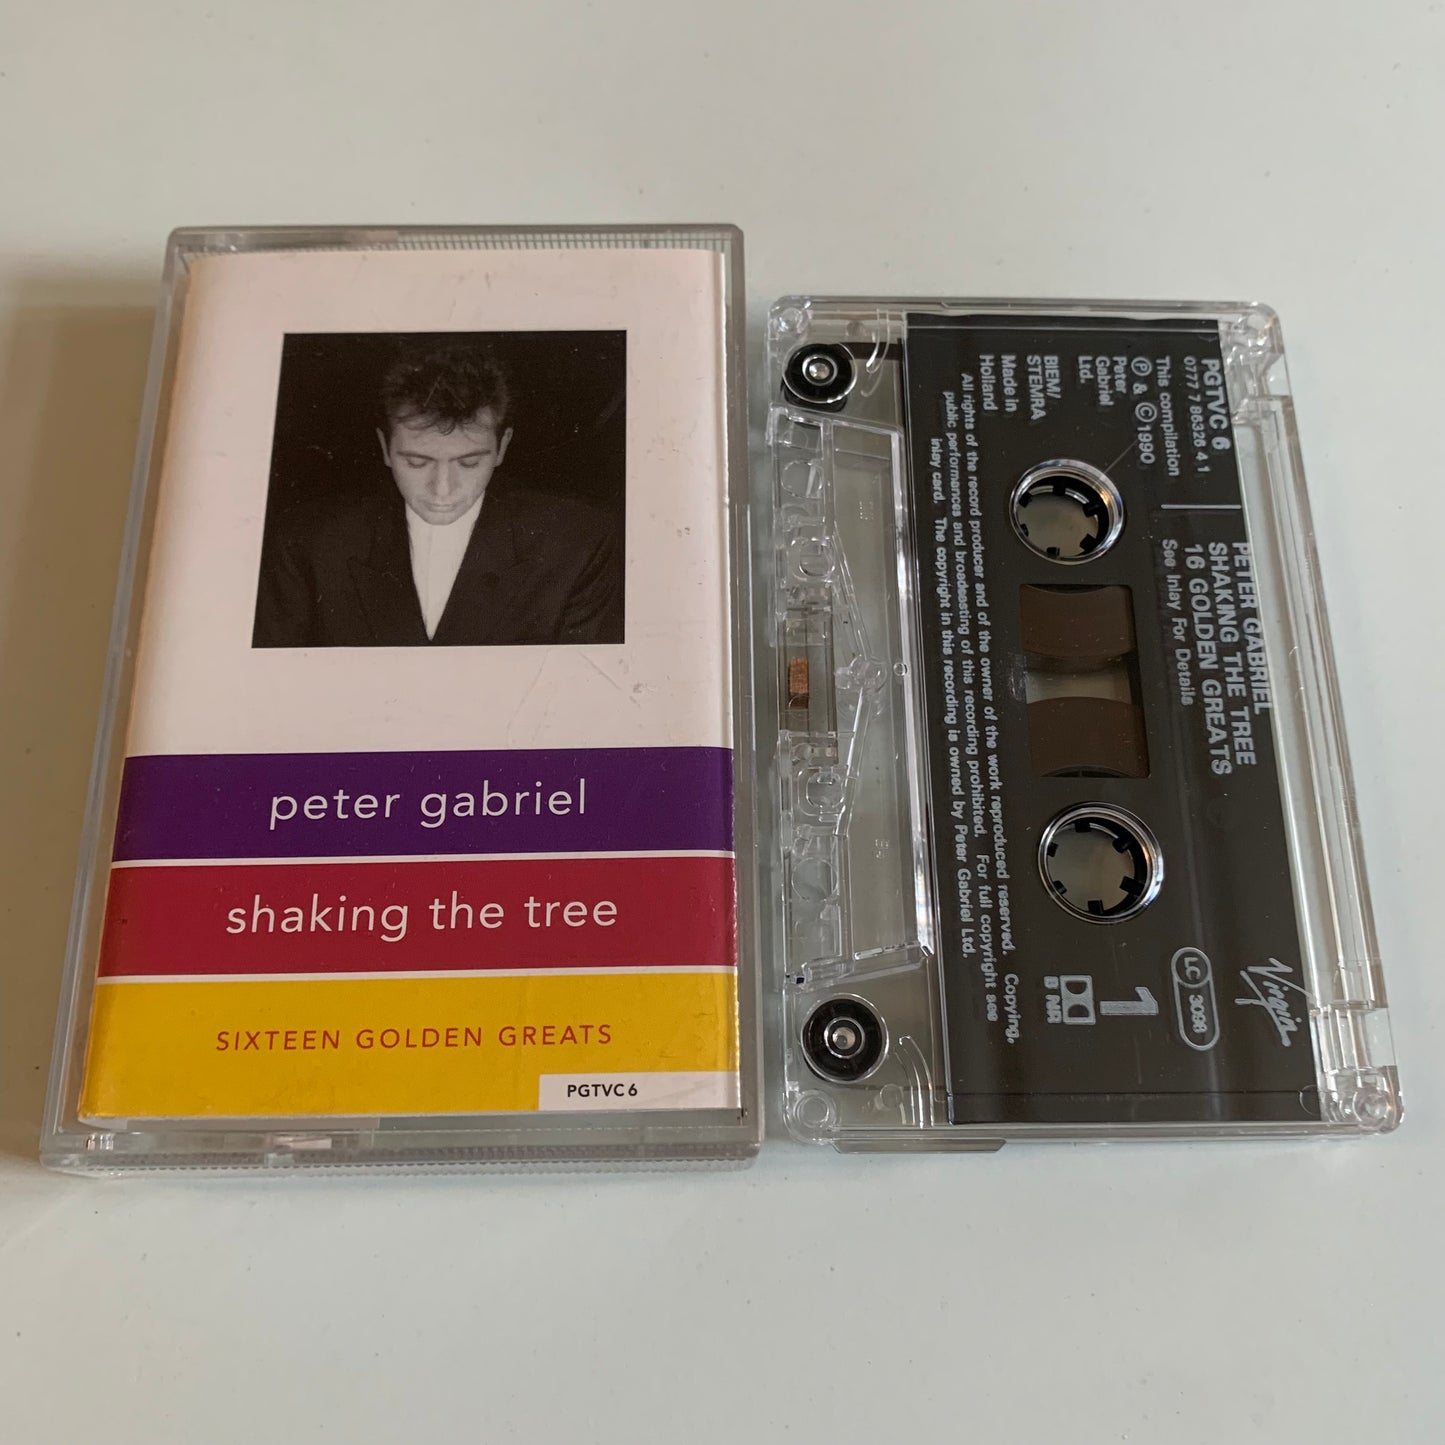 peter gabriel
shaking the tree
SIXTEEN GOLDEN GREATS
PGTVC 6
PGTVC 6
0777 7 86326 4 1
This compilation
Ⓟ & Ⓒ 1990
Peter
Gabriel
Ltd.
BIEM/
STEMRA
Made in
Holland
PETER GABRIEL
SHAKING THE TREE
16 GOLDEN GREATS
See Inlay For Details
All rights of the record producer and of the owner of the work reproduced reserved. Copying,
public performances and broadcasting of this recording prohibited. For full copyright see
inlay card. The copyright in this recording is owned by Peter Gabriel Ltd.
1
B NR
LC 3098
Virgin